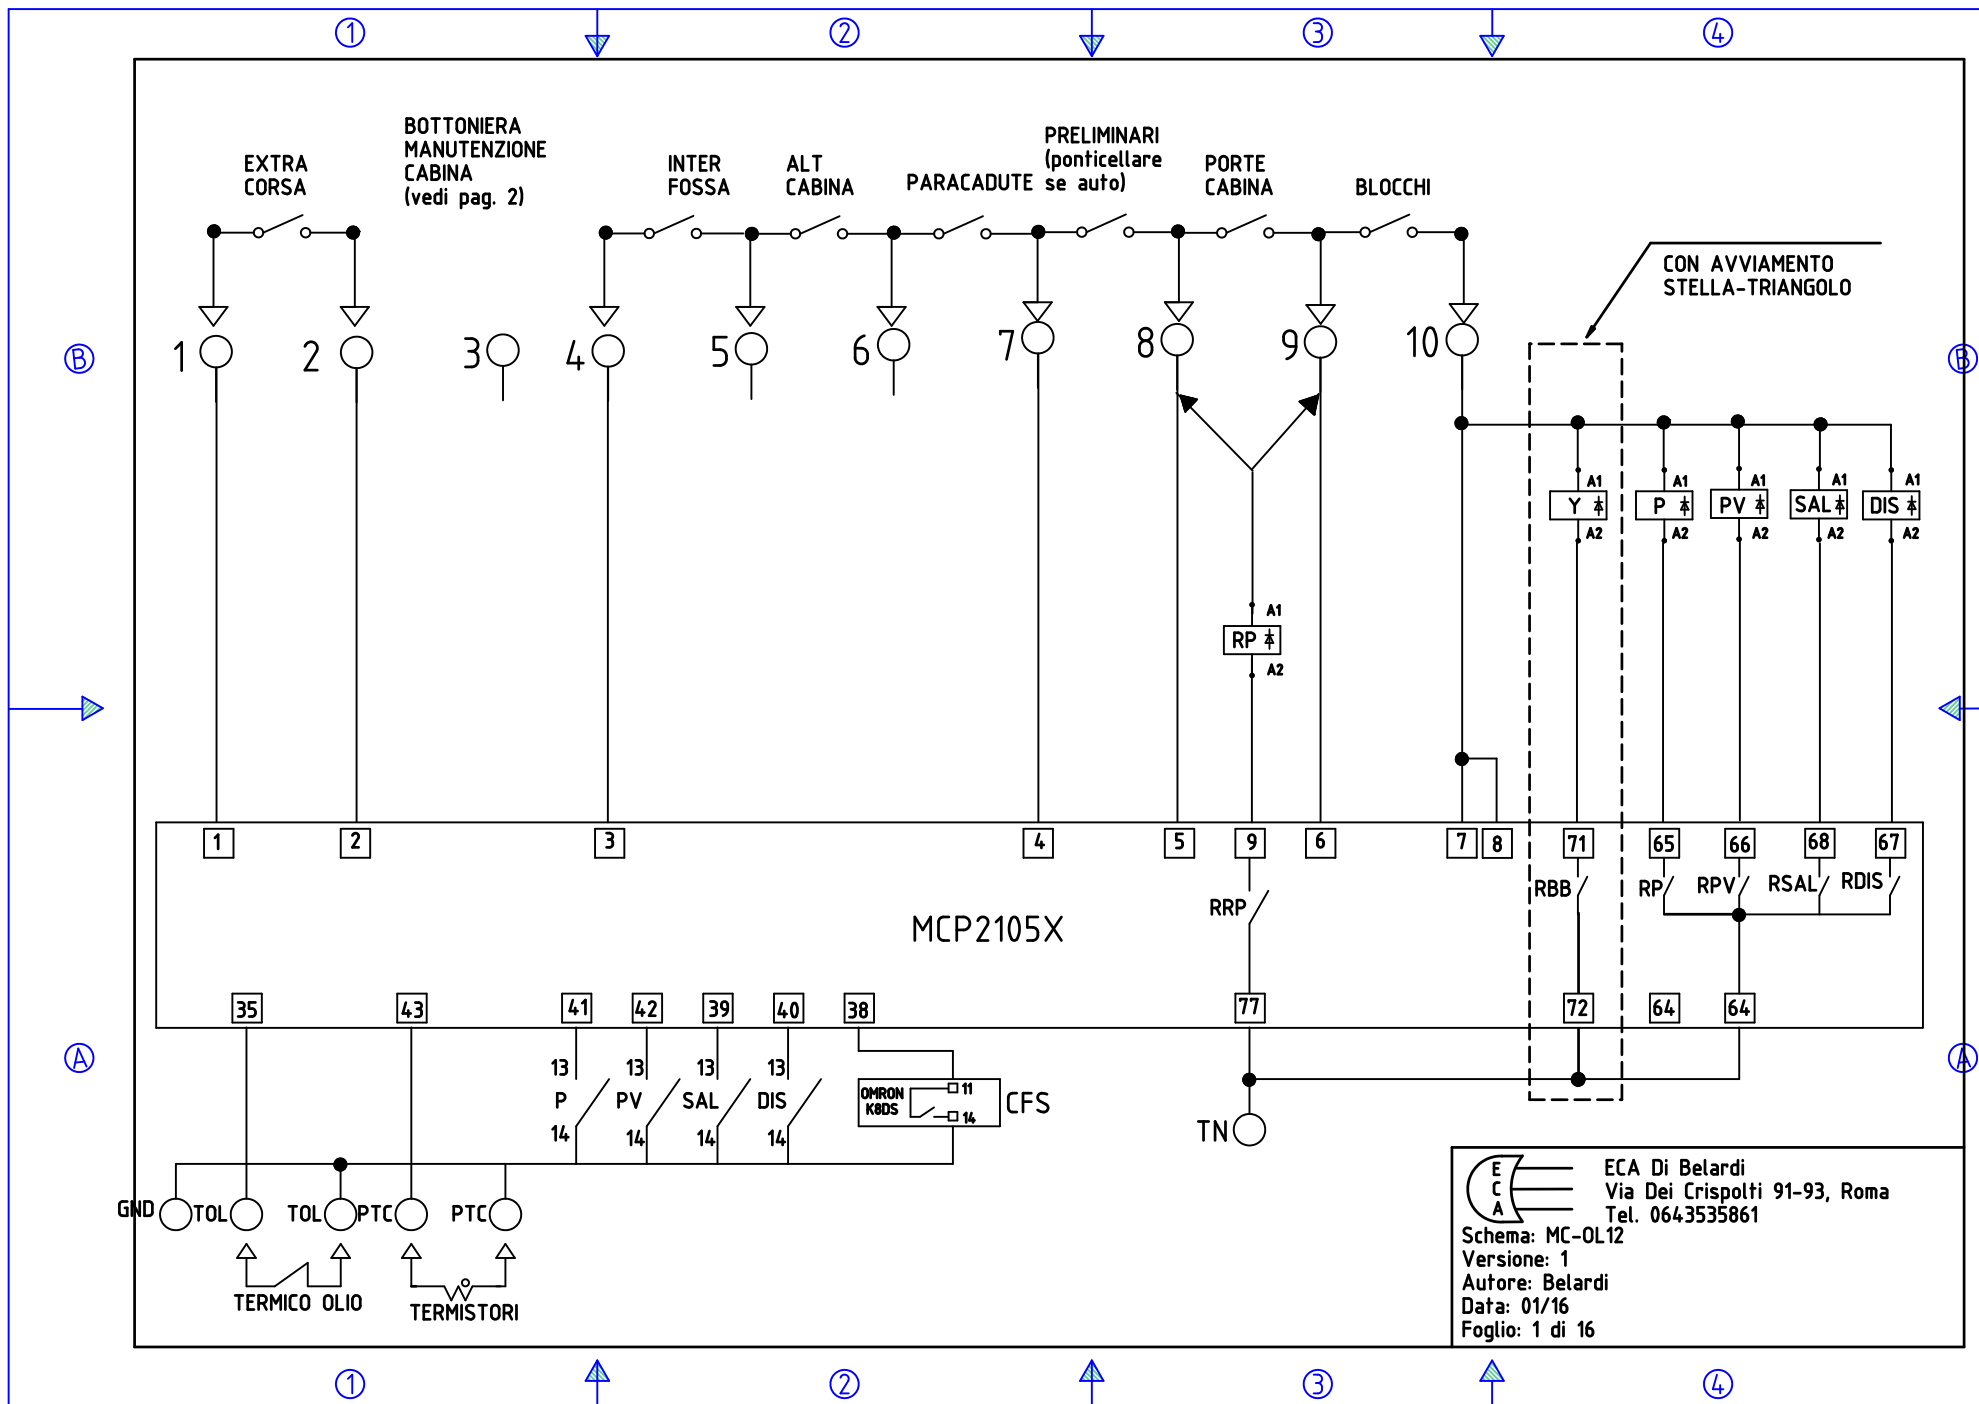 1
2
3
4
EXTRA
CORSA
BOTTONIERA
MANUTENZIONE
CABINA
(vedi pag. 2)
INTER
FOSSA
ALT
CABINA
PARACADUTE
PRELIMINARI
(ponticellare
se auto)
PORTE
CABINA
BLOCCHI
CON AVVIAMENTO
STELLA-TRIANGOLO
B
1
2
3
4
5
6
7
8
9
10
B
A1
Y
A2
A1
P
A2
A1
PV
A2
A1
SAL
A2
A1
DIS
A2
A1
RP
A2
1
2
3
4
5
9
6
7
8
71
65
66
68
67
RRP
RBB
RP
RPV
RSAL
RDIS
MCP2105X
35
43
41
42
39
40
38
77
72
64
64
A
13
P
14
13
PV
14
13
SAL
14
13
DIS
14
OMRON
K8DS
11
14
CFS
A
TN
GND
TOL
TOL
PTC
PTC
TERMICO OLIO
TERMISTORI
E
C
A
ECA Di Belardi
Via Dei Crispolti 91-93, Roma
Tel. 0643535861
Schema: MC-OL12
Versione: 1
Autore: Belardi
Data: 01/16
Foglio: 1 di 16
1
2
3
4